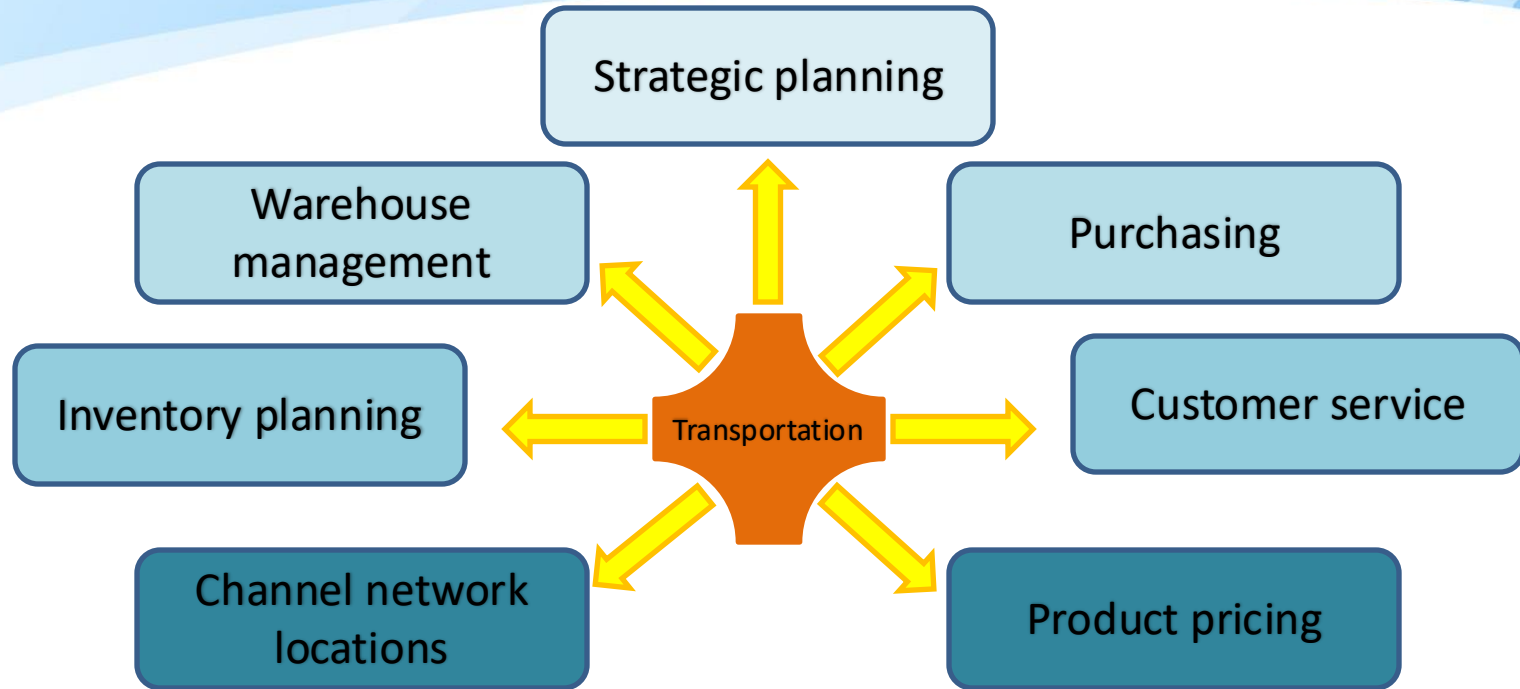 Strategic planning
Warehouse
management
Purchasing
Inventory planning
Transportation
Customer service
Channel network
locations
Product pricing